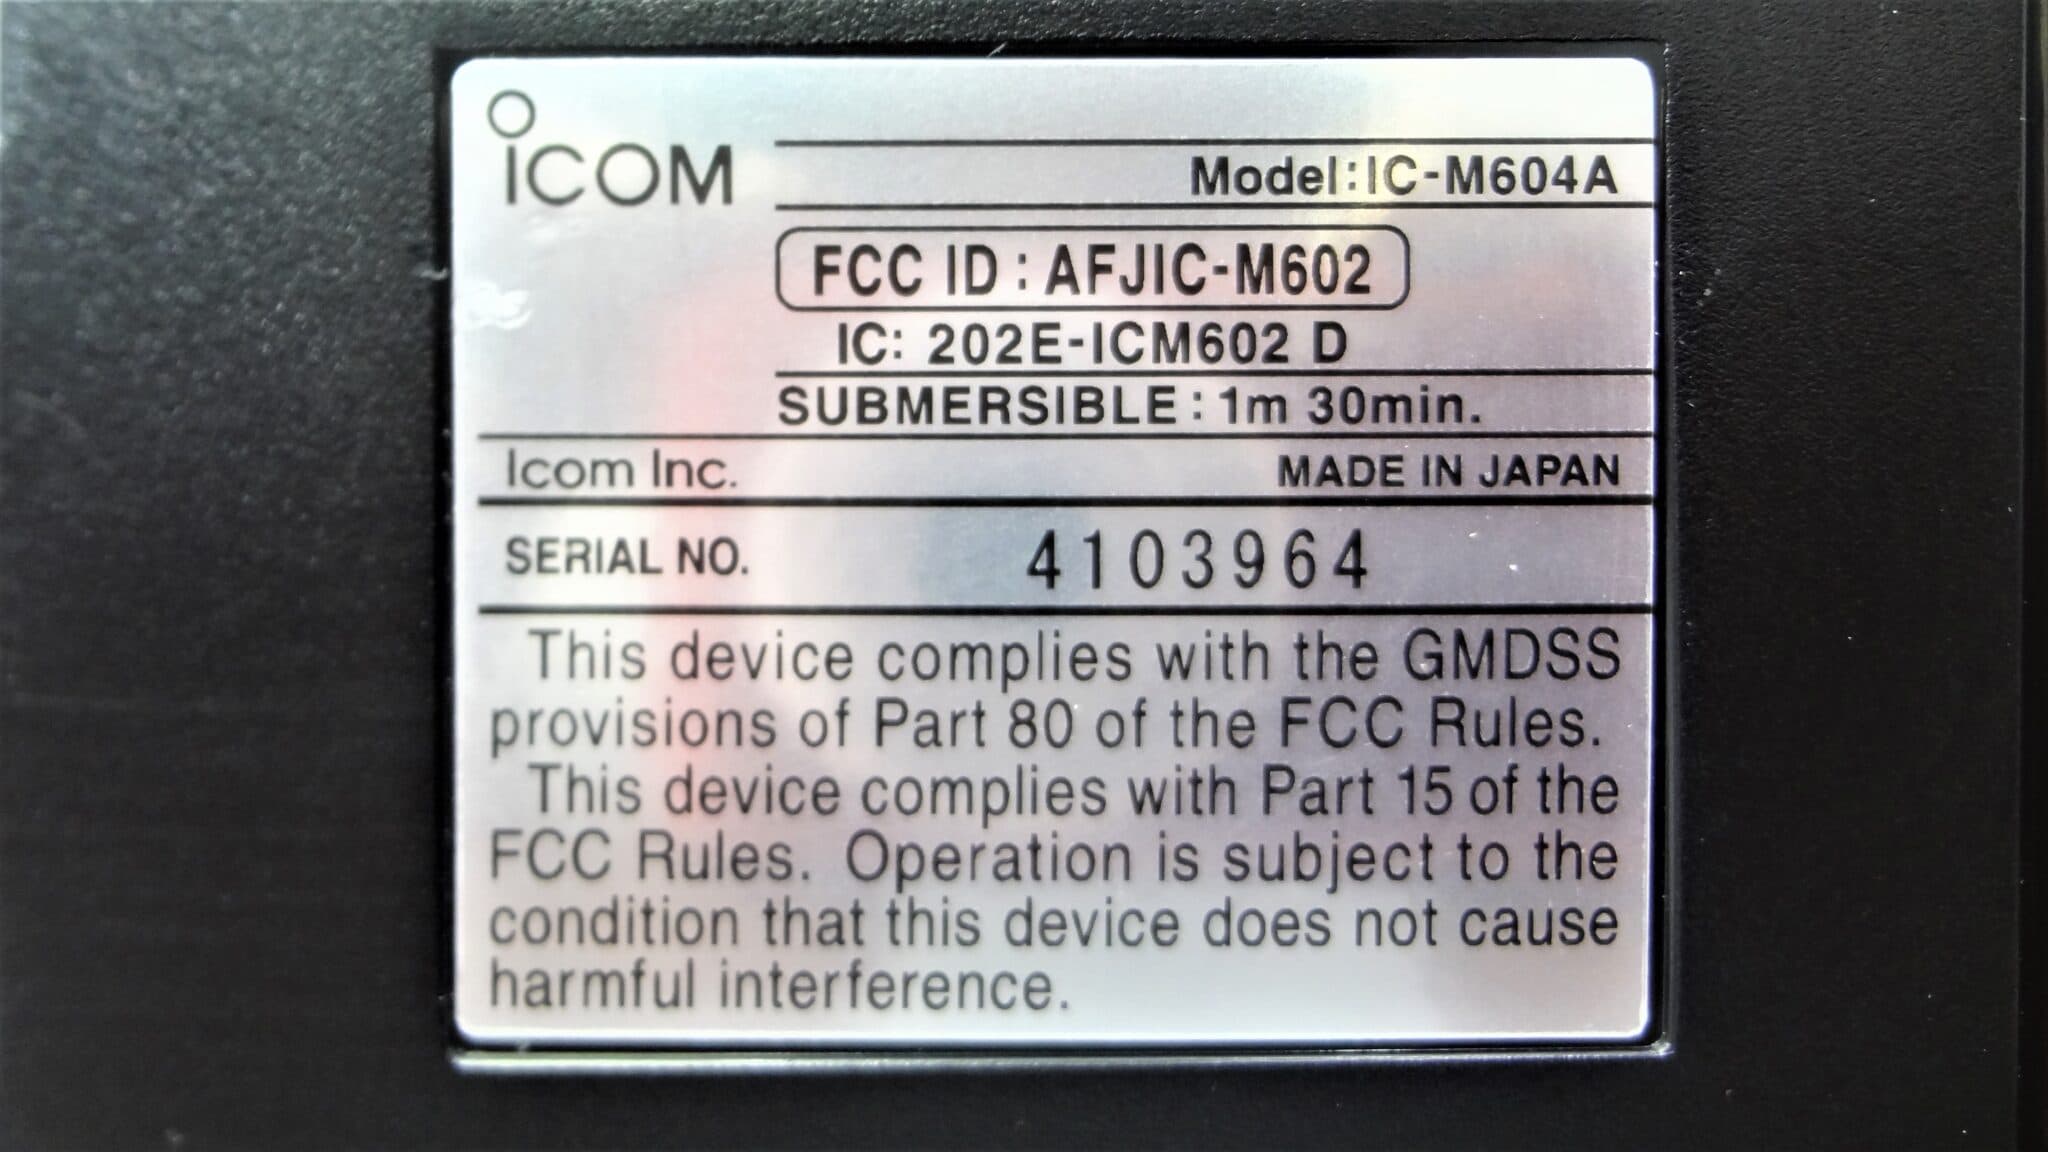 ICOM
Model:IC-M604A
FCC ID : AFJIC-M602
IC: 202E-ICM602 D
SUBMERSIBLE : 1m 30min.
Icom Inc. MADE IN JAPAN
SERIAL NO. 4103964
This device complies with the GMDSS
provisions of Part 80 of the FCC Rules.
This device complies with Part 15 of the
FCC Rules. Operation is subject to the
condition that this device does not cause
harmful interference.